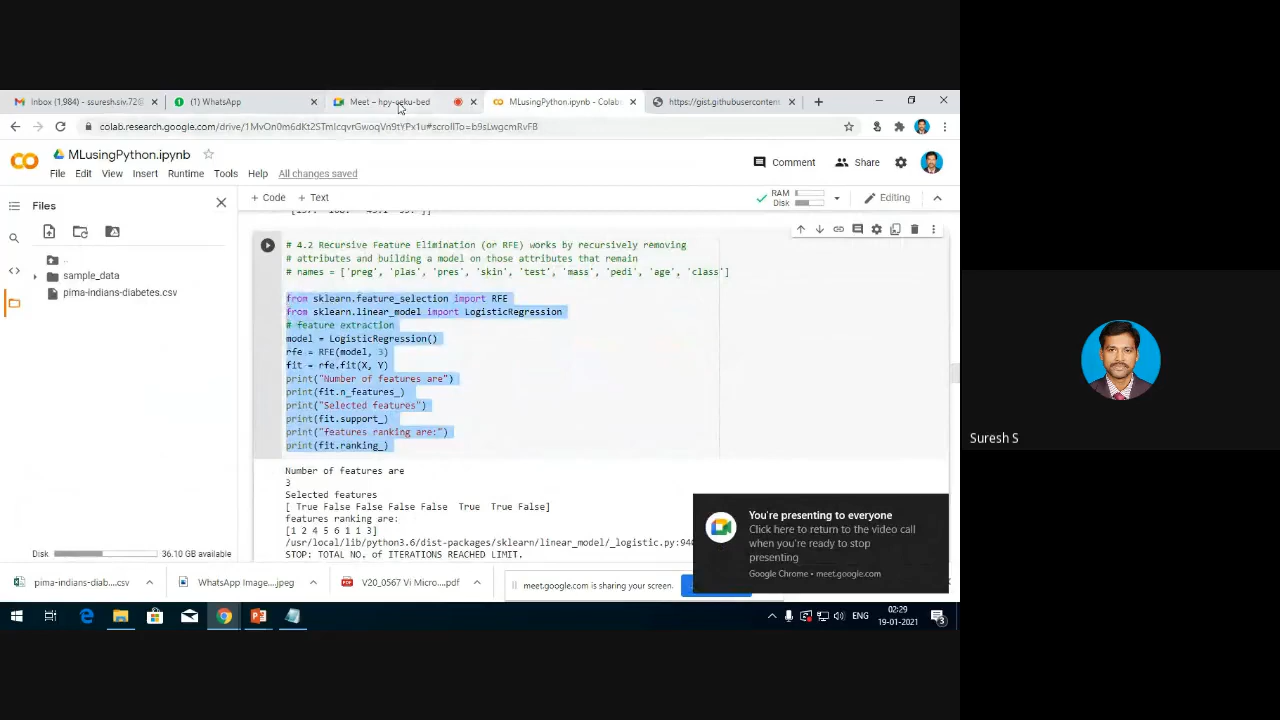 Inbox (1,984) - ssuresh.siv.72@
(1) WhatsApp
Meet – hpy-aeku-bed
MLusingPython.ipynb - Colab
https://gist.githubusercontent
colab.research.google.com/drive/1MvOn0m6dKt2STmIcqvrGwoqVn9tYPx1u#scrollTo=b9sLwgcmRvFB
MLusingPython.ipynb
Comment
Share
File Edit View Insert Runtime Tools Help All changes saved
Files
+ Code + Text
RAM
Disk
Editing
# 4.2 Recursive Feature Elimination (or RFE) works by recursively removing
# attributes and building a model on those attributes that remain
# names = ['preg', 'plas', 'pres', 'skin', 'test', 'mass', 'pedi', 'age', 'class']
..
sample_data
pima-indians-diabetes.csv
from sklearn.feature_selection import RFE
from sklearn.linear_model import LogisticRegression
# feature extraction
model = LogisticRegression()
rfe = RFE(model, 3)
fit = rfe.fit(X, Y)
print("Number of features are")
print(fit.n_features_)
print("Selected features")
print(fit.support_)
print("features ranking are:")
print(fit.ranking_)
Number of features are
3
Selected features
[ True False False False False True True False]
features ranking are:
[1 2 4 5 6 1 1 3]
/usr/local/lib/python3.6/dist-packages/sklearn/linear_model/_logistic.py:940
STOP: TOTAL NO. of ITERATIONS REACHED LIMIT.
Disk
36.10 GB available
You're presenting to everyone
Click here to return to the video call
when you're ready to stop
presenting
Google Chrome • meet.google.com
pima-indians-diab....csv
WhatsApp Image....jpeg
V20_0567 Vi Micro....pdf
meet.google.com is sharing your screen.
ENG
02:29
19-01-2021
3
Suresh S